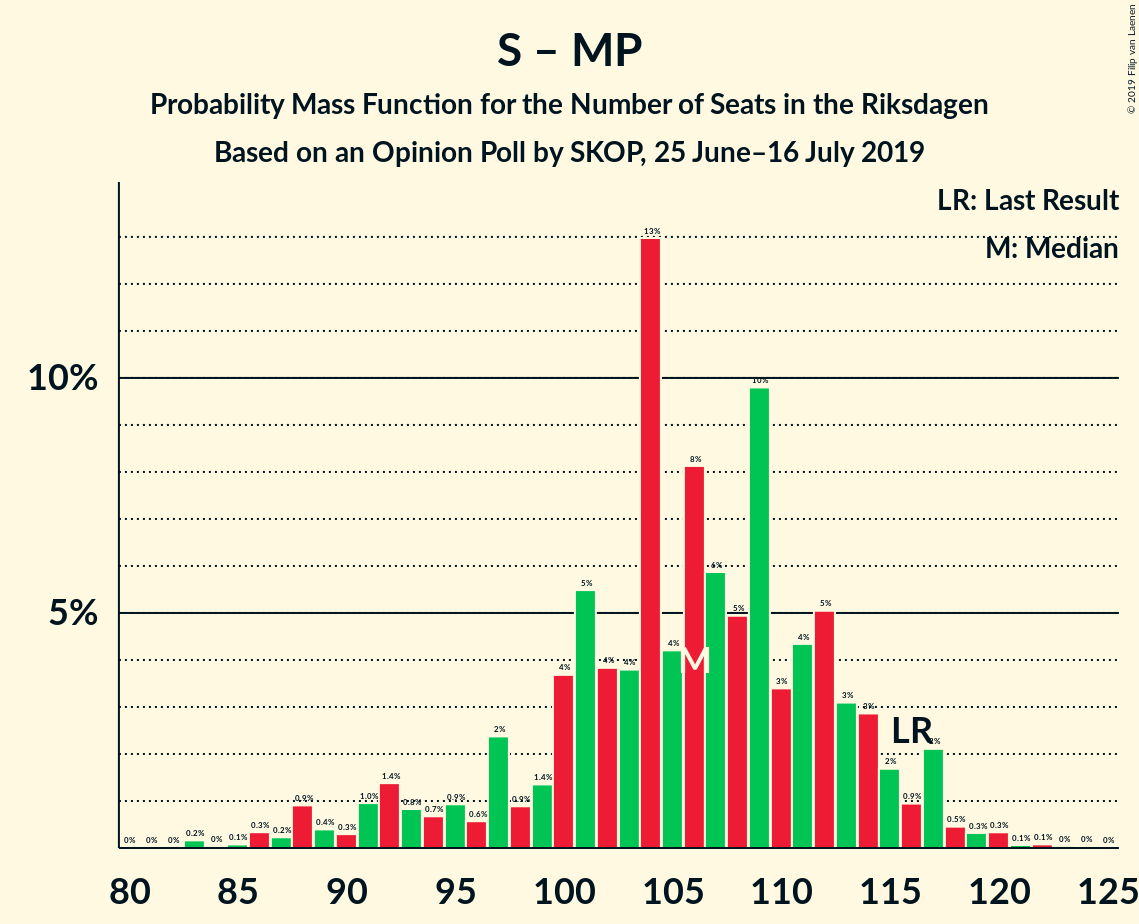 S – MP
Probability Mass Function for the Number of Seats in the Riksdagen
Based on an Opinion Poll by SKOP, 25 June–16 July 2019
© 2019 Filip van Laenen
LR: Last Result
M: Median
10%
5%
0% 0% 0% 0.2% 0% 0.1% 0.3% 0.2% 0.9% 0.4% 0.3% 1.0% 1.4% 0.8% 0.7% 0.9% 0.6% 2% 0.9% 1.4% 4% 5% 4% 4% 13% 4% 8% 6% 5% 10% 3% 4% 5% 3% 3% 2% 0.9% 2% 0.5% 0.3% 0.3% 0.1% 0.1% 0% 0% 0%
M
LR
80 85 90 95 100 105 110 115 120 125